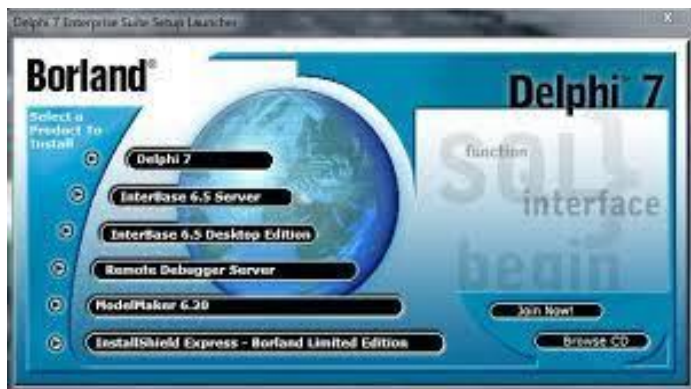 Delphi 7 Enterprise Suite Setup Launcher
X
Borland®
Delphi™ 7
Select a
Product To
Install
Delphi 7
InterBase 6.5 Server
InterBase 6.5 Desktop Edition
Remote Debugger Server
ModelMaker 6.20
InstallShield Express - Borland Limited Edition
function
SQL
interface
begin
Join Now!
Browse CD